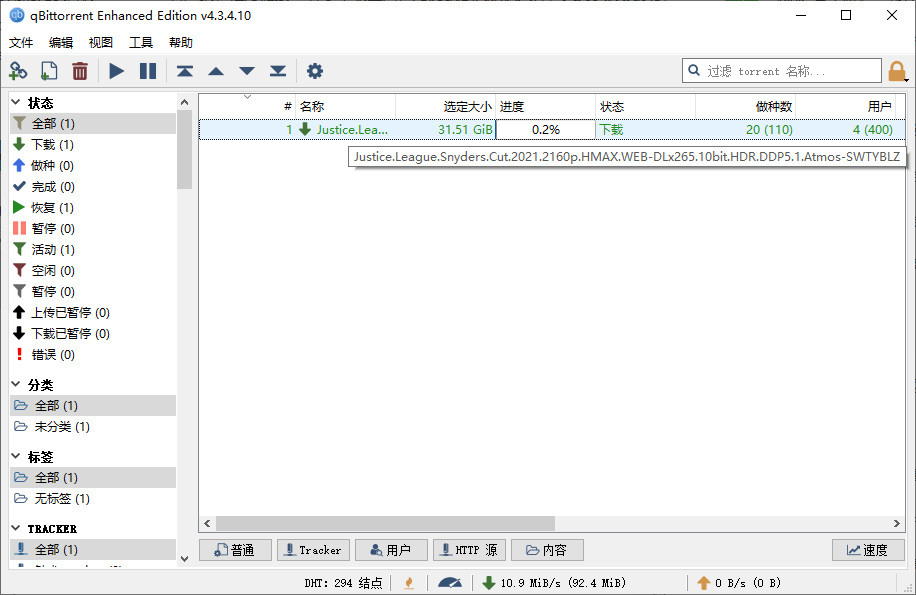 qBittorrent Enhanced Edition v4.3.4.10
文件 编辑 视图 工具 帮助
过滤 torrent 名称...
状态
全部 (1)
下载 (1)
做种 (0)
完成 (0)
恢复 (1)
暂停 (0)
活动 (1)
空闲 (0)
暂停 (0)
上传已暂停 (0)
下载已暂停 (0)
错误 (0)
分类
全部 (1)
未分类 (1)
标签
全部 (1)
无标签 (1)
TRACKER
全部 (1)
# 名称 选定大小 进度 状态 做种数 用户
1 Justice.Lea... 31.51 GiB 0.2% 下载 20 (110) 4 (400)
Justice.League.Snyders.Cut.2021.2160p.HMAX.WEB-DLx265.10bit.HDR.DDP5.1.Atmos-SWTYBLZ
普通 Tracker 用户 HTTP 源 内容 速度
DHT: 294 结点 10.9 MiB/s (92.4 MiB) 0 B/s (0 B)